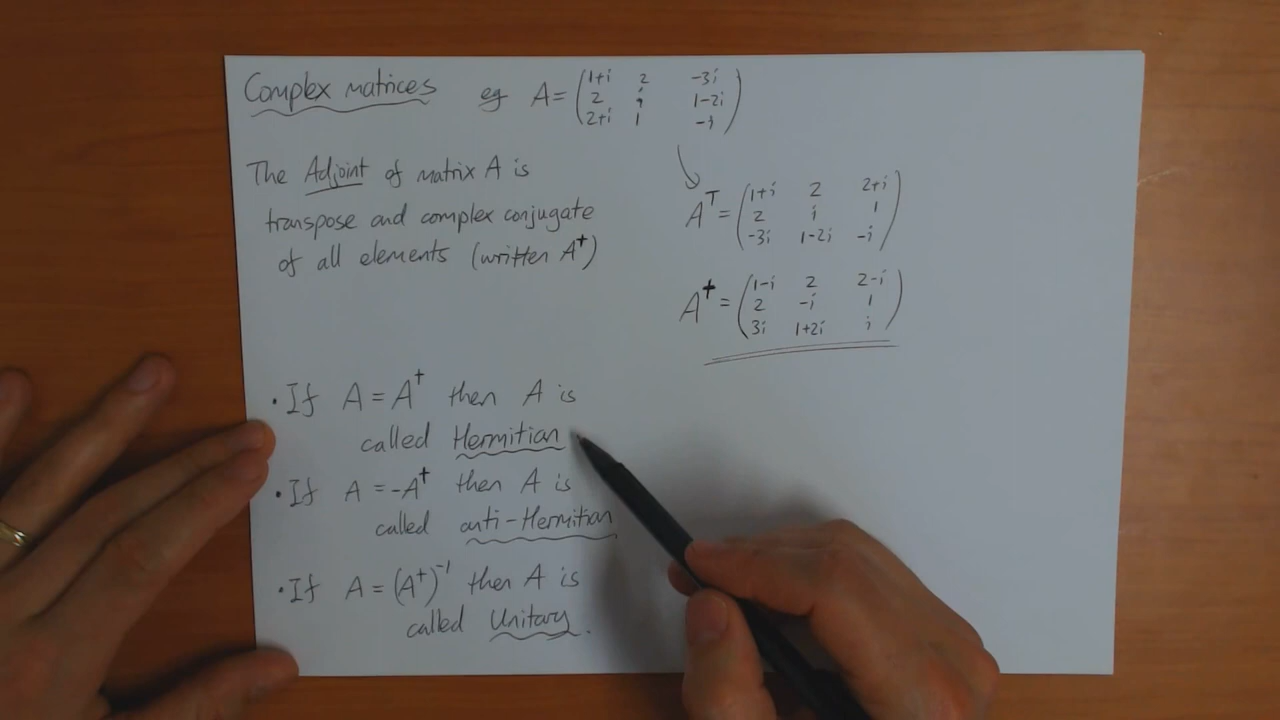 Complex matrices eg A = (1+i 2 -3i
2 i 1-2i
2+i 1 -i)
The Adjoint of matrix A is
transpose and complex conjugate
of all elements (written A†)
Aᵀ = (1+i 2 2+i
2 i 1
-3i 1-2i -i)
A† = (1-i 2 2-i
2 -i 1
3i 1+2i i)
• If A = A† then A is
called Hermitian
• If A = -A† then A is
called anti-Hermitian
• If A = (A†)⁻¹ then A is
called Unitary.